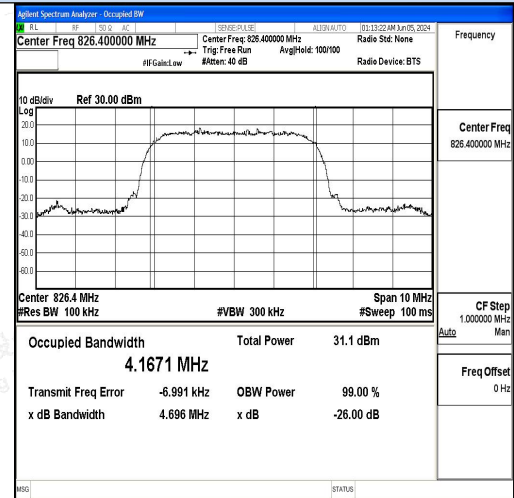 Agilent Spectrum Analyzer - Occupied BW
RL RF 50 Ω AC SENSE:PULSE ALIGN AUTO 01:13:22 AM Jun 05, 2024
Center Freq 826.400000 MHz
Center Freq: 826.400000 MHz
Radio Std: None
Trig: Free Run Avg|Hold: 100/100
#IFGain:Low #Atten: 40 dB Radio Device: BTS
Frequency
10 dB/div Ref 30.00 dBm
Log
20.0
10.0
0.00
-10.0
-20.0
-30.0
-40.0
-50.0
-60.0
Center Freq
826.400000 MHz
Center 826.4 MHz Span 10 MHz
#Res BW 100 kHz #VBW 300 kHz #Sweep 100 ms
CF Step
1.000000 MHz
Auto Man
Occupied Bandwidth Total Power 31.1 dBm
4.1671 MHz
Freq Offset
0 Hz
Transmit Freq Error -6.991 kHz OBW Power 99.00 %
x dB Bandwidth 4.696 MHz x dB -26.00 dB
MSG STATUS